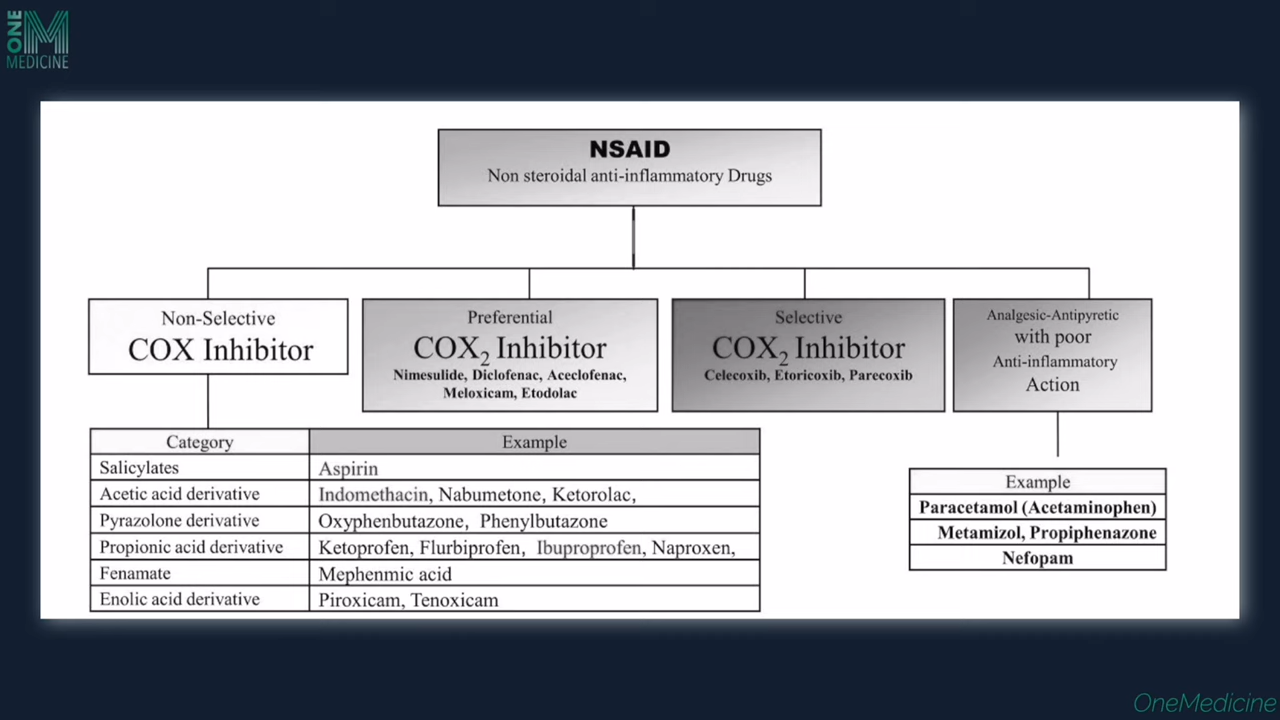 ONE
MEDICINE
NSAID
Non steroidal anti-inflammatory Drugs
Non-Selective
COX Inhibitor
Preferential
COX2 Inhibitor
Nimesulide, Diclofenac, Aceclofenac,
Meloxicam, Etodolac
Selective
COX2 Inhibitor
Celecoxib, Etoricoxib, Parecoxib
Analgesic-Antipyretic
with poor
Anti-inflammatory
Action
Category Example
Salicylates Aspirin
Acetic acid derivative Indomethacin, Nabumetone, Ketorolac,
Pyrazolone derivative Oxyphenbutazone, Phenylbutazone
Propionic acid derivative Ketoprofen, Flurbiprofen, Ibuproprofen, Naproxen,
Fenamate Mephenmic acid
Enolic acid derivative Piroxicam, Tenoxicam
Example
Paracetamol (Acetaminophen)
Metamizol, Propiphenazone
Nefopam
OneMedicine